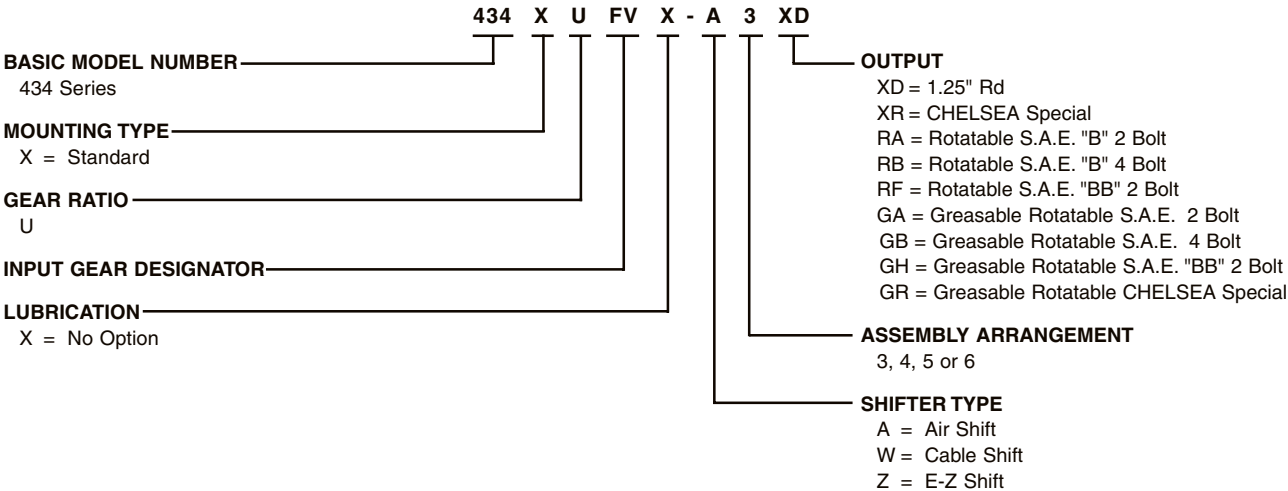 434 X U FV X - A 3 XD
BASIC MODEL NUMBER
434 Series
MOUNTING TYPE
X = Standard
GEAR RATIO
U
INPUT GEAR DESIGNATOR
LUBRICATION
X = No Option
OUTPUT
XD = 1.25" Rd
XR = CHELSEA Special
RA = Rotatable S.A.E. "B" 2 Bolt
RB = Rotatable S.A.E. "B" 4 Bolt
RF = Rotatable S.A.E. "BB" 2 Bolt
GA = Greasable Rotatable S.A.E. 2 Bolt
GB = Greasable Rotatable S.A.E. 4 Bolt
GH = Greasable Rotatable S.A.E. "BB" 2 Bolt
GR = Greasable Rotatable CHELSEA Special
ASSEMBLY ARRANGEMENT
3, 4, 5 or 6
SHIFTER TYPE
A = Air Shift
W = Cable Shift
Z = E-Z Shift